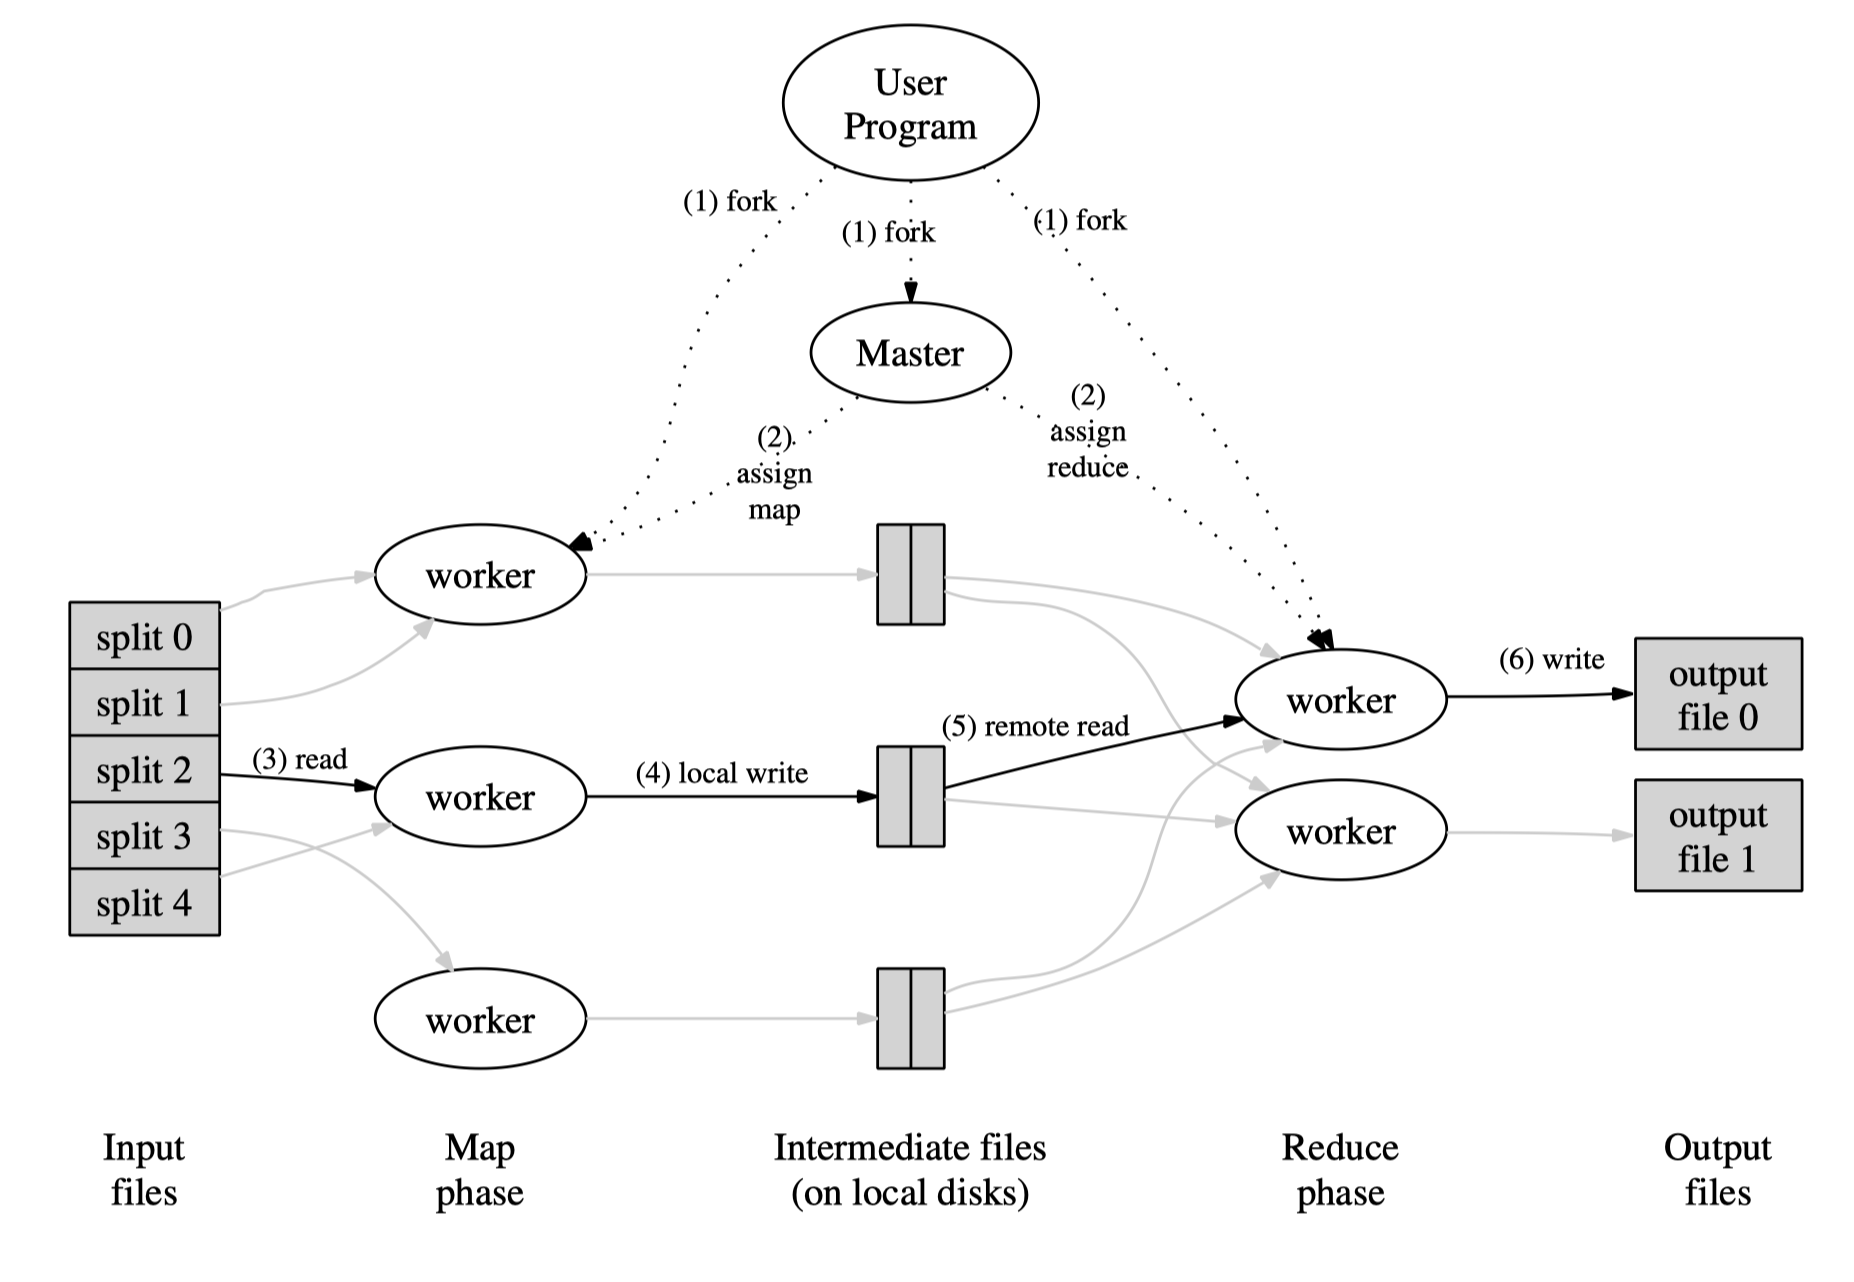 User
Program
(1) fork
(1) fork
(1) fork
Master
(2)
assign
map
(2)
assign
reduce
worker
split 0
split 1
split 2
split 3
split 4
(3) read
worker
(4) local write
(5) remote read
worker
(6) write
output
file 0
worker
output
file 1
worker
Input
files
Map
phase
Intermediate files
(on local disks)
Reduce
phase
Output
files